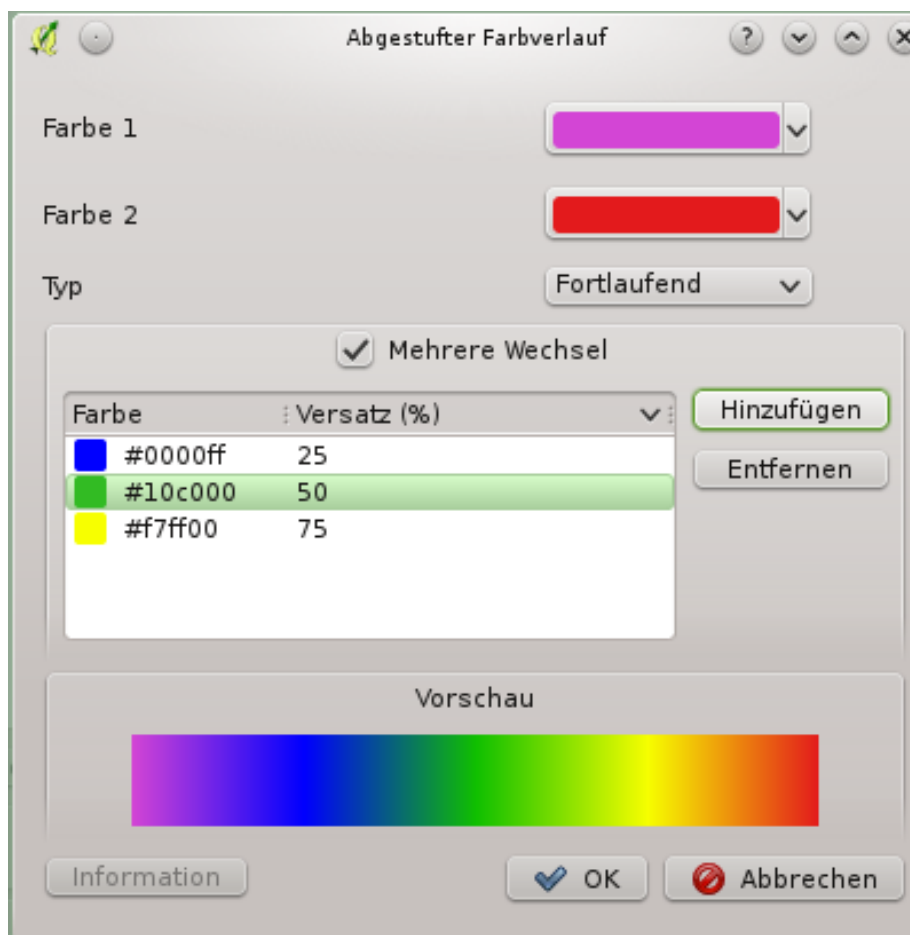 Abgestufter Farbverlauf
?
Farbe 1
Farbe 2
Typ
Fortlaufend
Mehrere Wechsel
Farbe Versatz (%)
Hinzufügen
#0000ff 25
Entfernen
#10c000 50
#f7ff00 75
Vorschau
Information
OK
Abbrechen